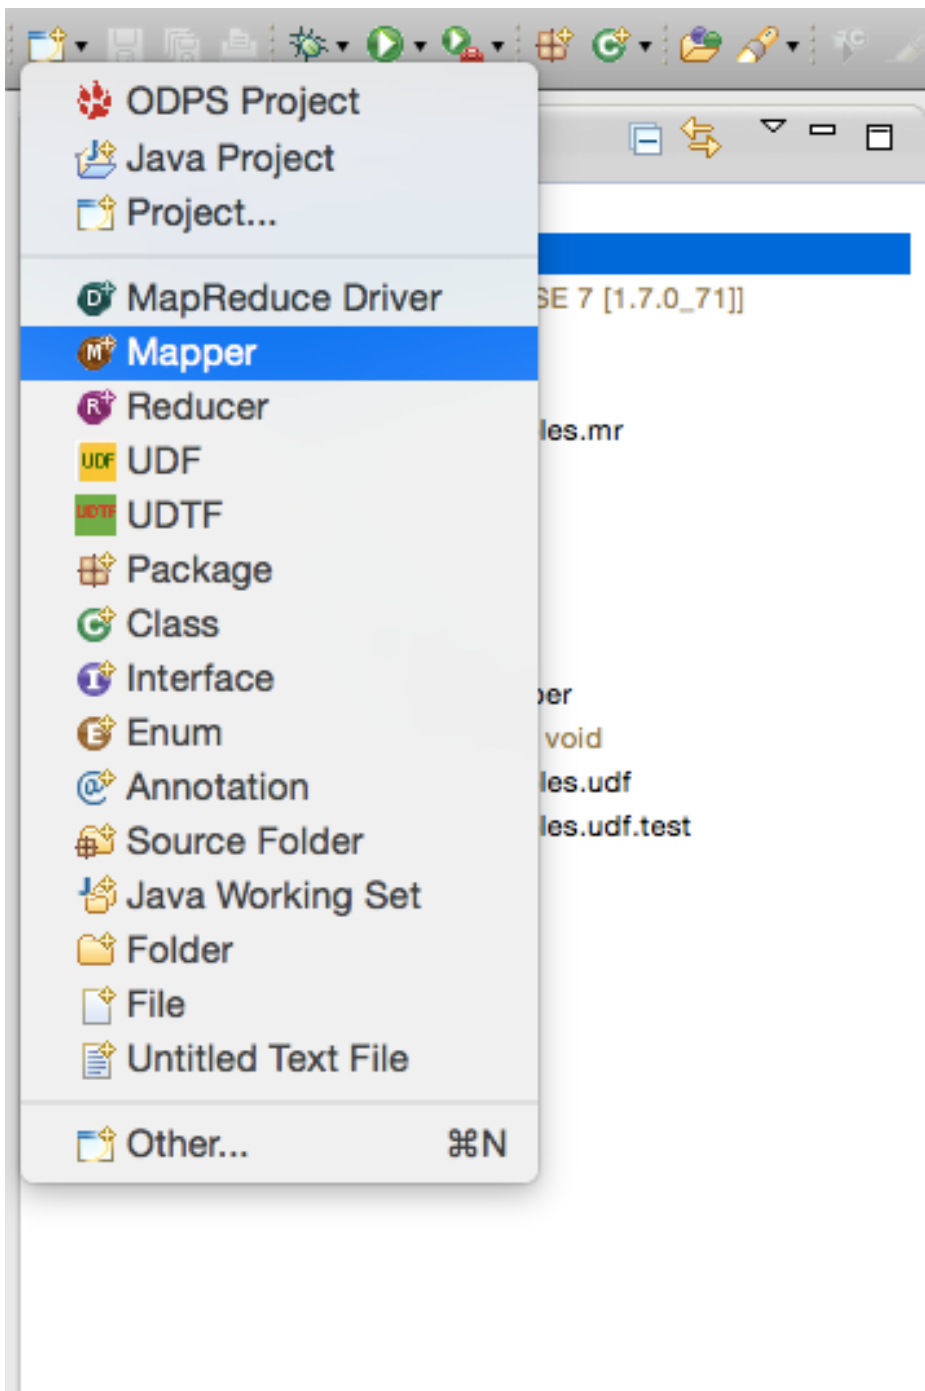 ODPS Project
Java Project
Project...
MapReduce Driver
Mapper
Reducer
UDF UDF
UDTF UDTF
Package
Class
Interface
Enum
Annotation
Source Folder
Java Working Set
Folder
File
Untitled Text File
Other... ⌘N
SE 7 [1.7.0_71]]
les.mr
per
void
les.udf
les.udf.test